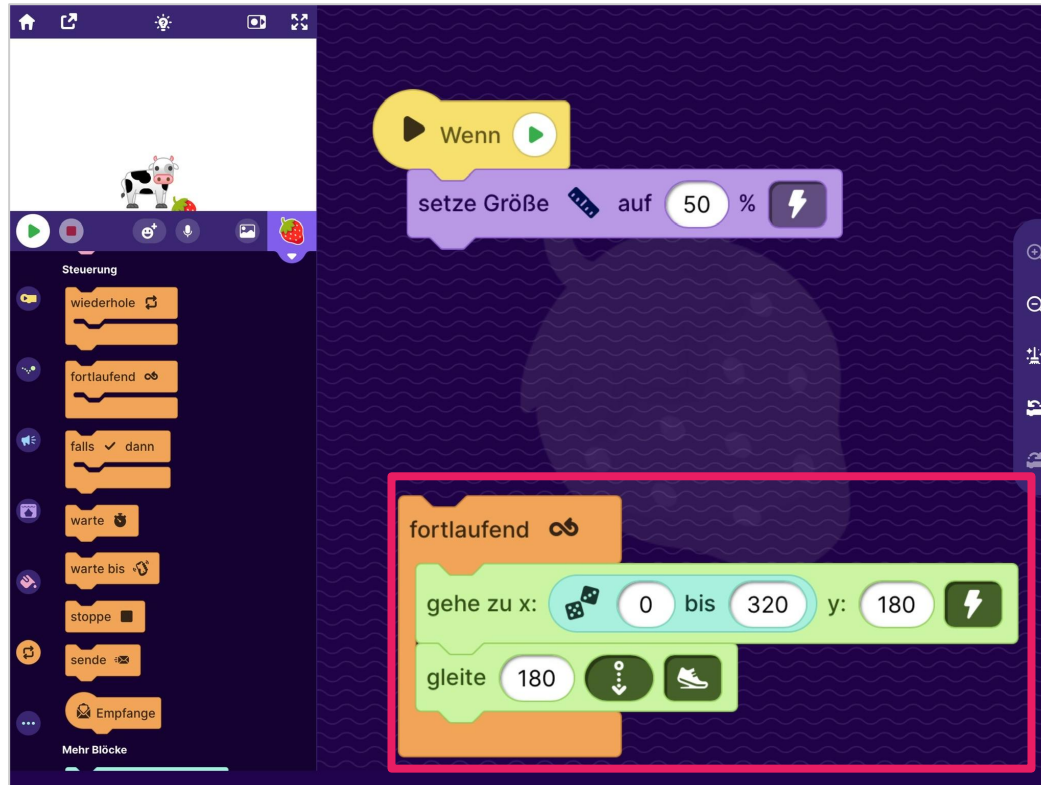 Wenn
setze Größe auf 50 %
Steuerung
wiederhole
fortlaufend
falls dann
warte
warte bis
stoppe
sende
Empfange
Mehr Blöcke
fortlaufend
gehe zu x: 0 bis 320 y: 180
gleite 180